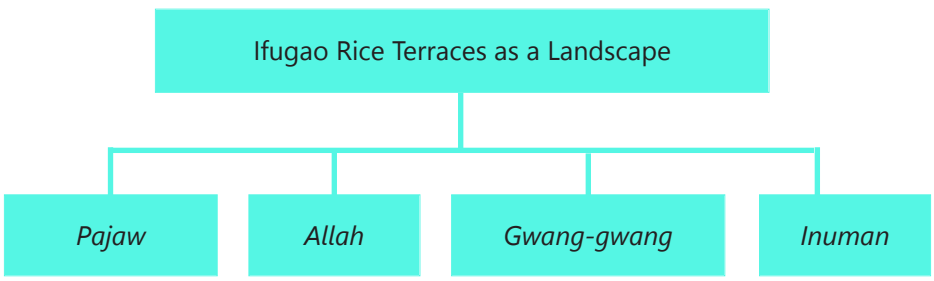 Ifugao Rice Terraces as a Landscape
Pajaw
Allah
Gwang-gwang
Inuman